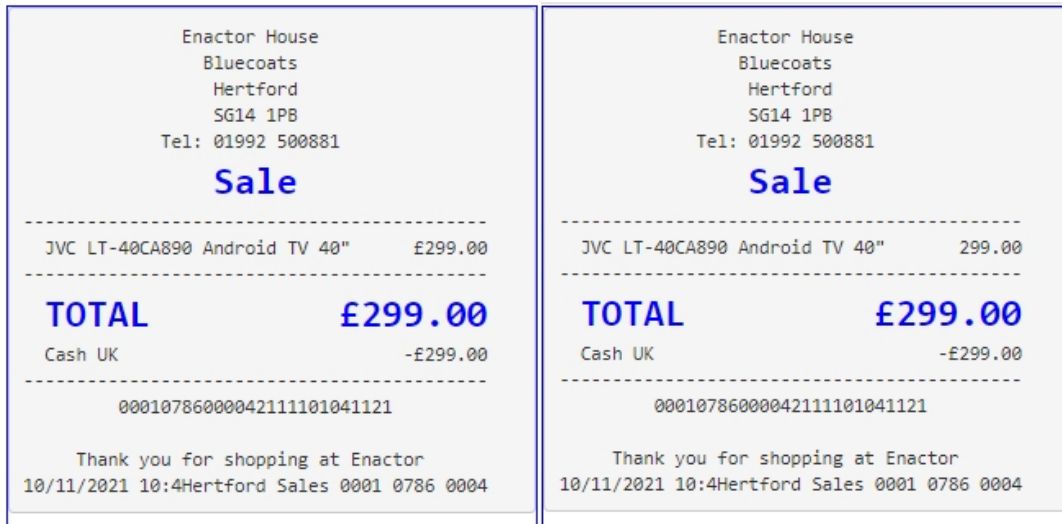 Enactor House
Bluecoats
Hertford
SG14 1PB
Tel: 01992 500881
Sale
--------------------------------------------
JVC LT-40CA890 Android TV 40" £299.00
--------------------------------------------
TOTAL £299.00
Cash UK -£299.00
--------------------------------------------
00010786000042111101041121
Thank you for shopping at Enactor
10/11/2021 10:4Hertford Sales 0001 0786 0004
Enactor House
Bluecoats
Hertford
SG14 1PB
Tel: 01992 500881
Sale
--------------------------------------------
JVC LT-40CA890 Android TV 40" 299.00
--------------------------------------------
TOTAL £299.00
Cash UK -£299.00
--------------------------------------------
00010786000042111101041121
Thank you for shopping at Enactor
10/11/2021 10:4Hertford Sales 0001 0786 0004